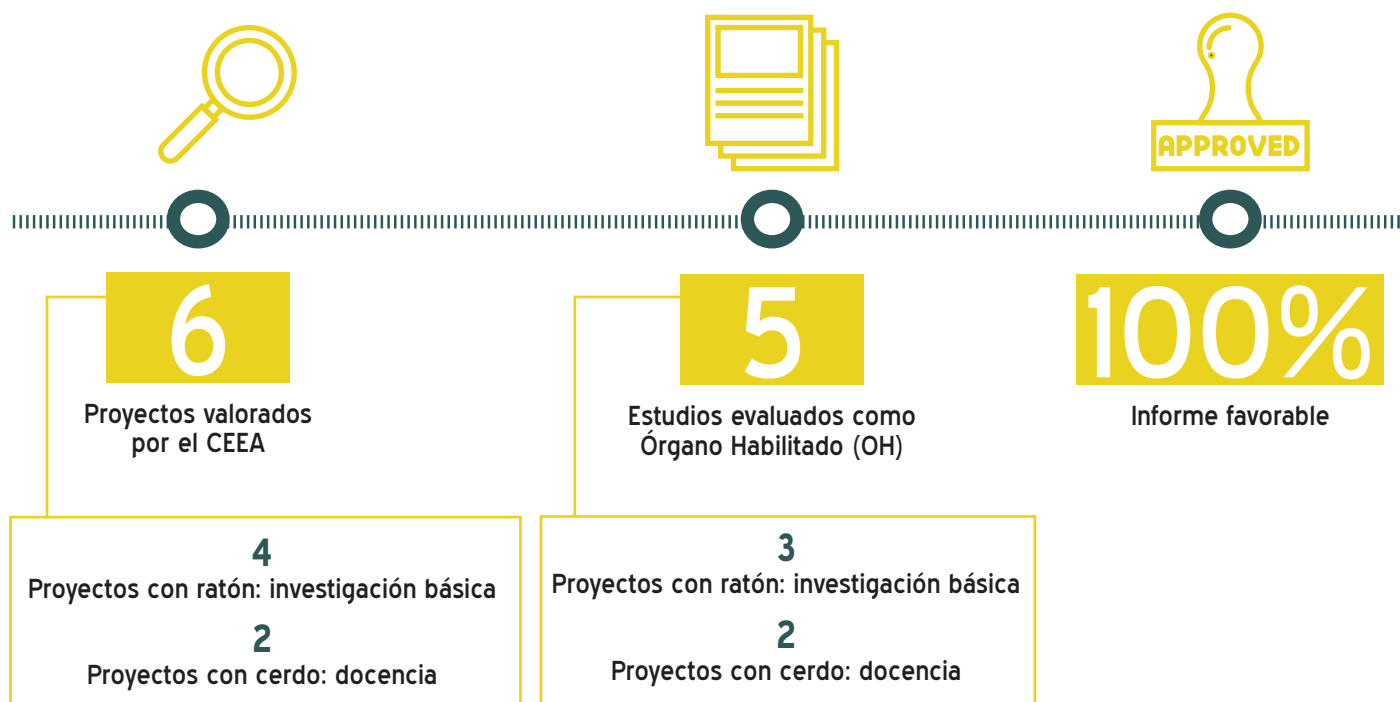 APPROVED
6
Proyectos valorados
por el CEEA
4
Proyectos con ratón: investigación básica
2
Proyectos con cerdo: docencia
5
Estudios evaluados como
Órgano Habilitado (OH)
3
Proyectos con ratón: investigación básica
2
Proyectos con cerdo: docencia
100%
Informe favorable